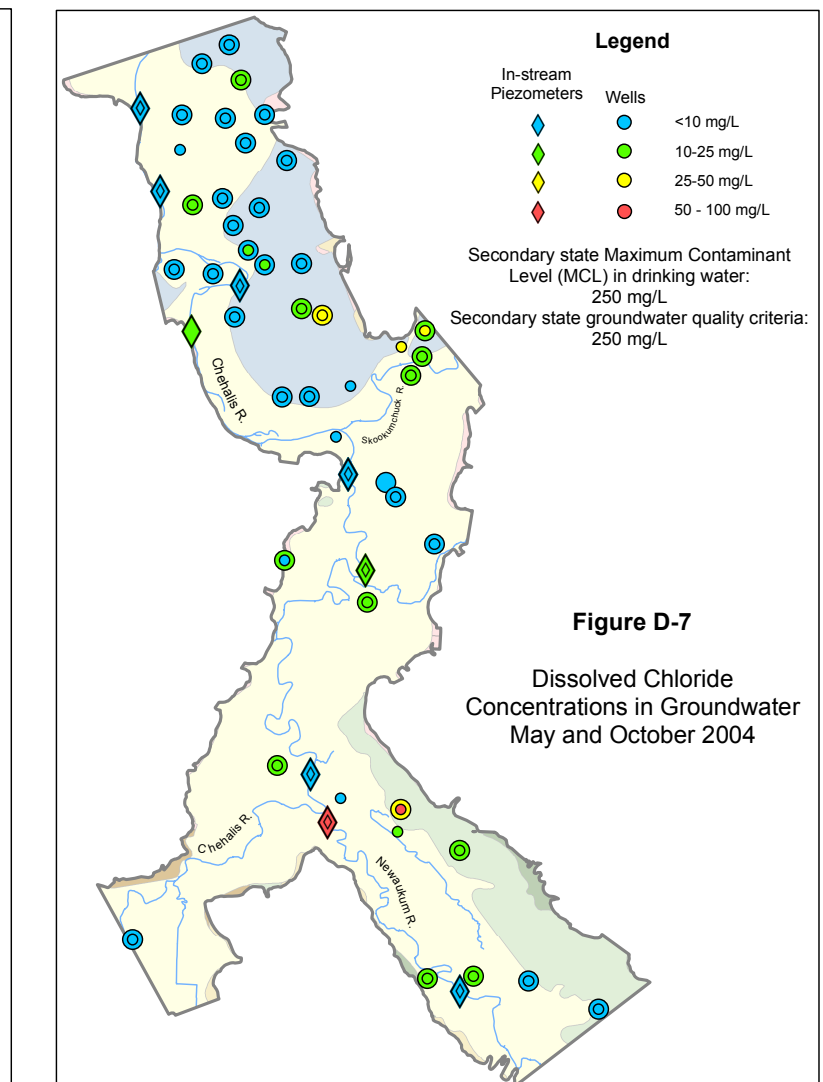 Legend
In-stream
Piezometers
Wells
<10 mg/L
10-25 mg/L
25-50 mg/L
50 - 100 mg/L
Secondary state Maximum Contaminant
Level (MCL) in drinking water:
250 mg/L
Secondary state groundwater quality criteria:
250 mg/L
Chehalis R.
Skookumchuck R.
Figure D-7
Dissolved Chloride
Concentrations in Groundwater
May and October 2004
Chehalis R.
Newaukum R.